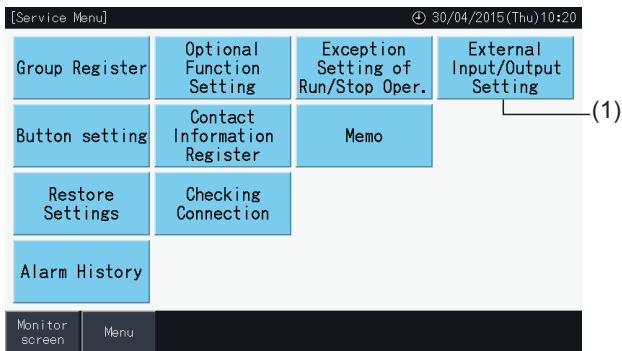 [Service Menu] 30/04/2015(Thu)10:20
Group Register
Optional
Function
Setting
Exception
Setting of
Run/Stop Oper.
External
Input/Output
Setting
(1)
Button setting
Contact
Information
Register
Memo
Restore
Settings
Checking
Connection
Alarm History
Monitor
screen
Menu